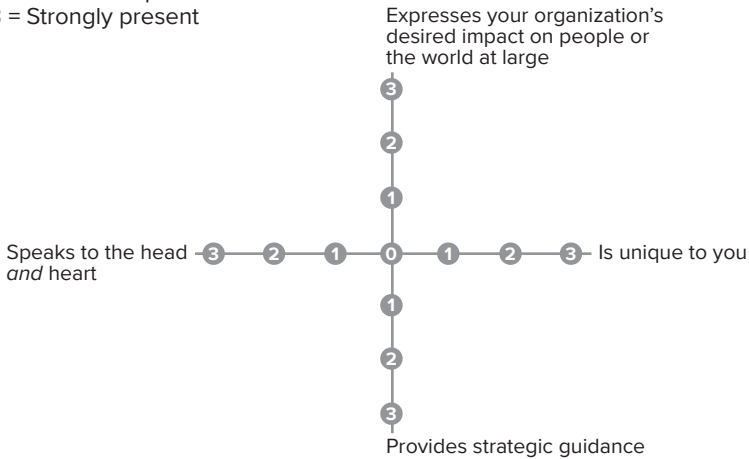 = Strongly present
Expresses your organization’s
desired impact on people or
the world at large
3
2
1
Speaks to the head
and heart
3 2 1 0 1 2 3
Is unique to you
1
2
3
Provides strategic guidance